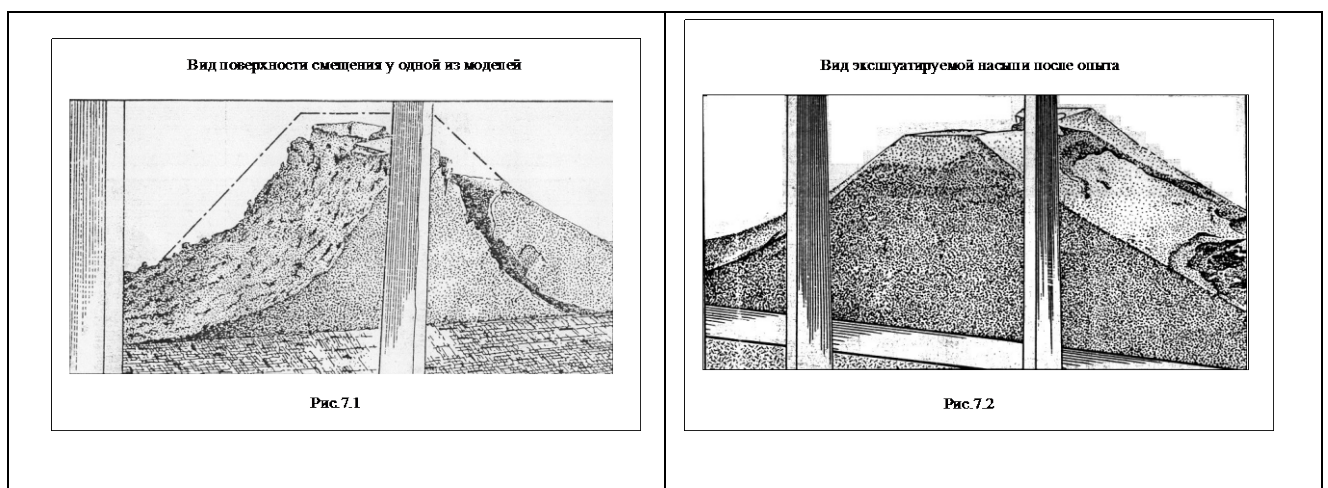 Вид поверхности смещения у одной из моделей
Рис.7.1
Вид эксплуатируемой насыпи после опыта
Рис.7.2